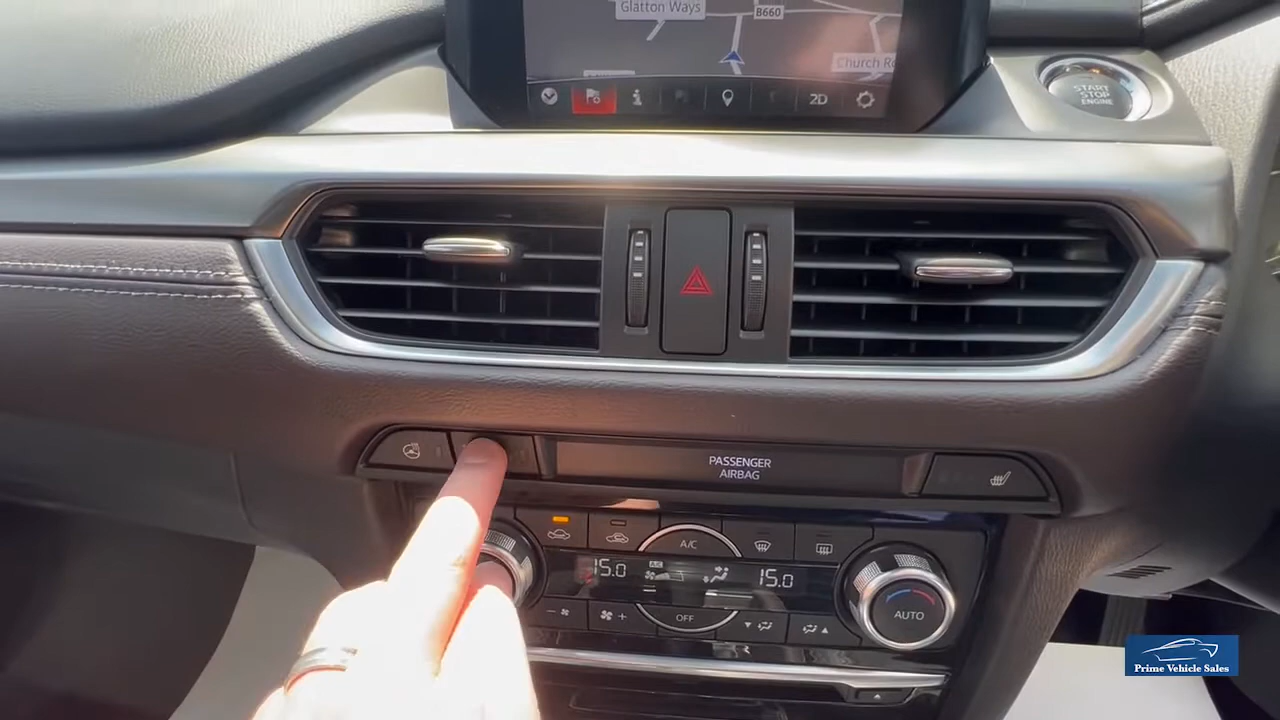 Glatton Ways
B660
Church Ro
2D
START
STOP
ENGINE
PASSENGER
AIRBAG
A/C
15.0
A/C
15.0
AUTO
OFF
Prime Vehicle Sales